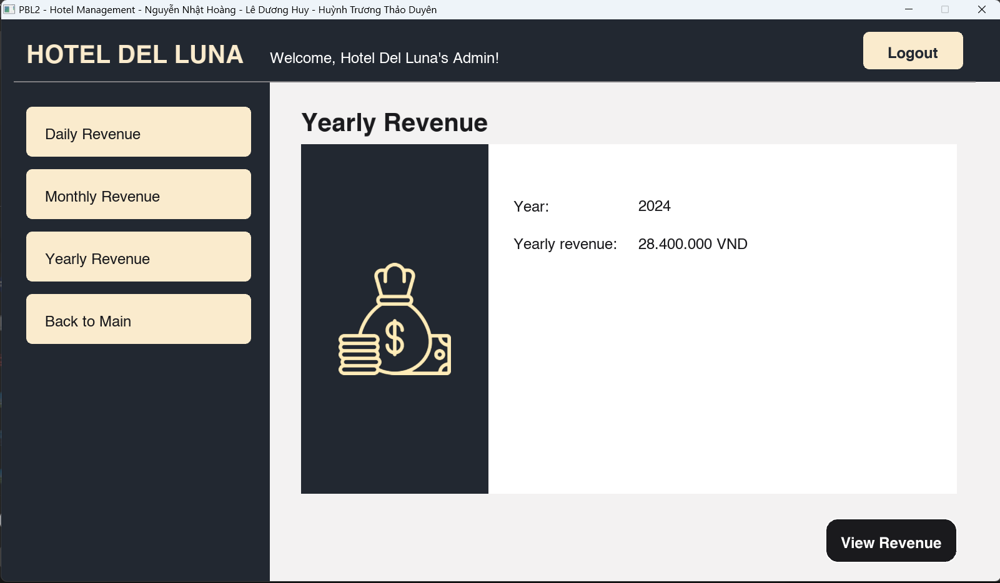 PBL2 - Hotel Management - Nguyễn Nhật Hoàng - Lê Dương Huy - Huỳnh Trương Thảo Duyên
HOTEL DEL LUNA
Welcome, Hotel Del Luna's Admin!
Logout
Daily Revenue
Monthly Revenue
Yearly Revenue
Back to Main
Yearly Revenue
$
Year: 2024
Yearly revenue: 28.400.000 VND
View Revenue